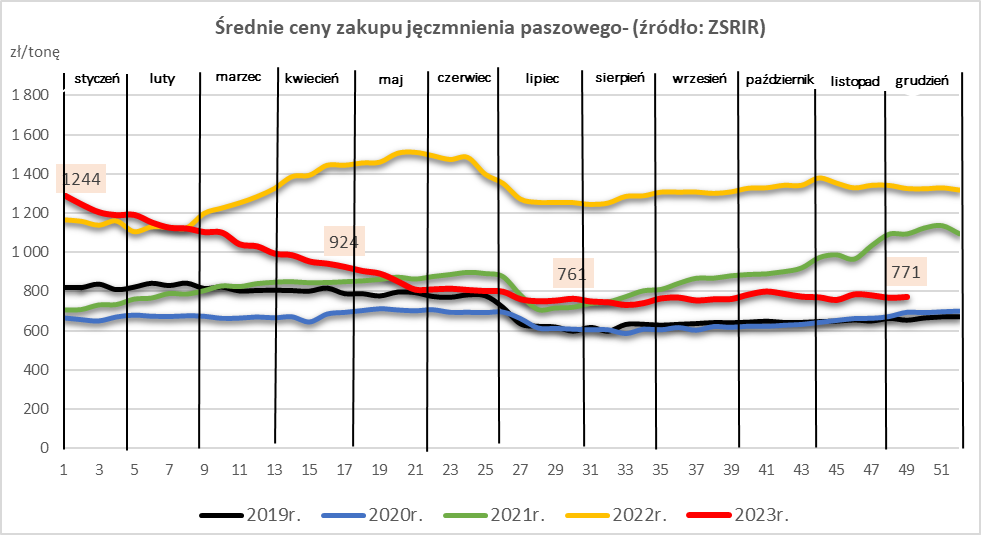 Średnie ceny zakupu jęczmienia paszowego- (źródło: ZSRIR)
zł/tonę
styczeń luty marzec kwiecień maj czerwiec lipiec sierpień wrzesień październik listopad grudzień
1 800
1 600
1 400
1244
1 200
924
1 000
761
771
800
600
400
200
0
1 3 5 7 9 11 13 15 17 19 21 23 25 27 29 31 33 35 37 39 41 43 45 47 49 51
2019r. 2020r. 2021r. 2022r. 2023r.